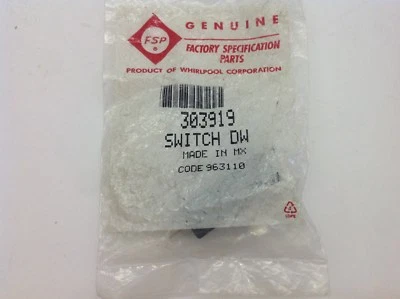 FSP
GENUINE
FACTORY SPECIFICATION
PARTS
PRODUCT OF WHIRLPOOL CORPORATION
303919
SWITCH DW
MADE IN MX
CODE 963110